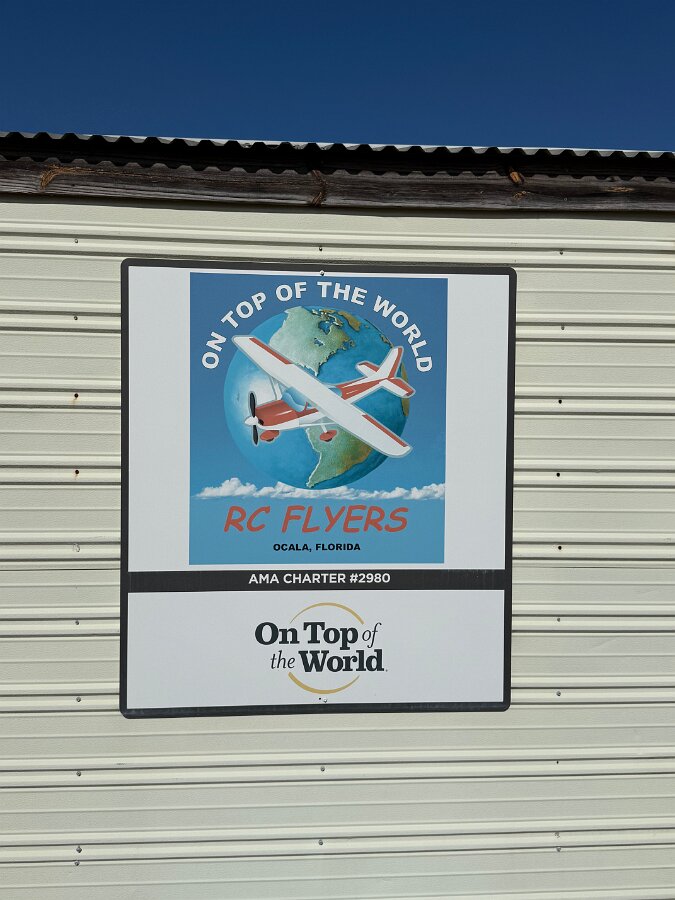 ON TOP OF THE WORLD
RC FLYERS
OCALA, FLORIDA
AMA CHARTER #2980
On Top of
the World